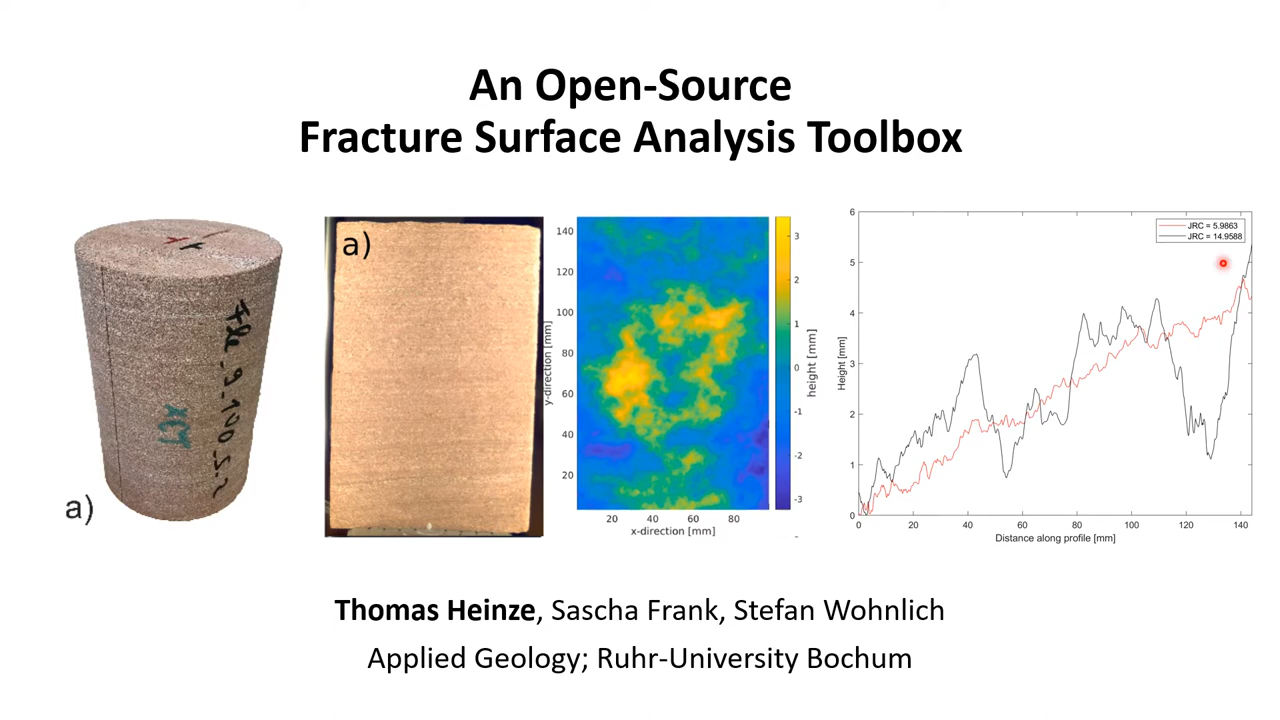 An Open-Source
Fracture Surface Analysis Toolbox
a)
a)
140
120
100
80
60
40
20
y-direction [mm]
20 40 60 80
x-direction [mm]
3
2
1
0
-1
-2
-3
height [mm]
6
5
4
3
2
1
0
Height [mm]
JRC = 5.9863
JRC = 14.9588
0 20 40 60 80 100 120 140
Distance along profile [mm]
Thomas Heinze, Sascha Frank, Stefan Wohnlich
Applied Geology; Ruhr-University Bochum